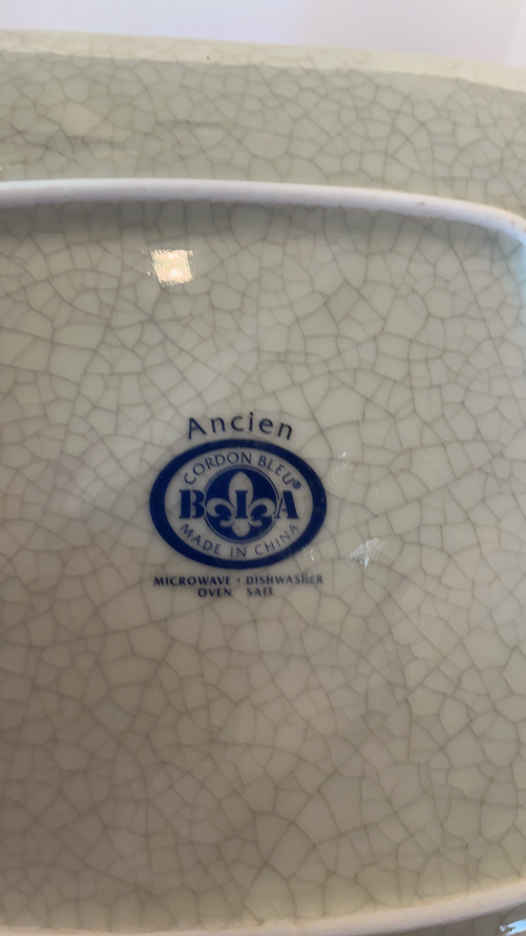 Ancien
CORDON BLEU®
BIA
MADE IN CHINA
MICROWAVE • DISHWASHER
OVEN SAFE